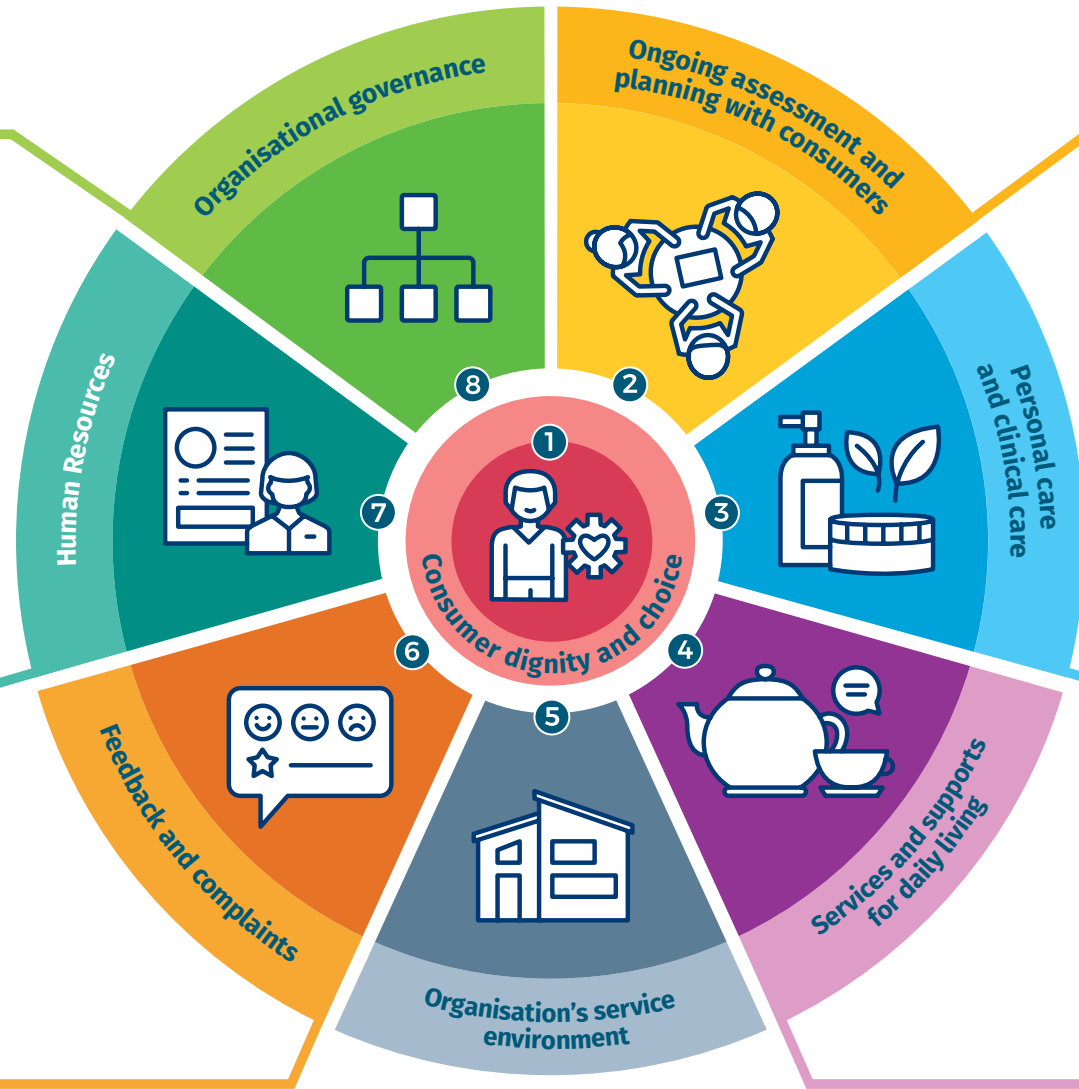 1
Consumer dignity and choice
2
Ongoing assessment and
planning with consumers
3
Personal care
and clinical care
4
Services and supports
for daily living
5
Organisation’s service
environment
6
Feedback and complaints
7
Human Resources
8
Organisational governance